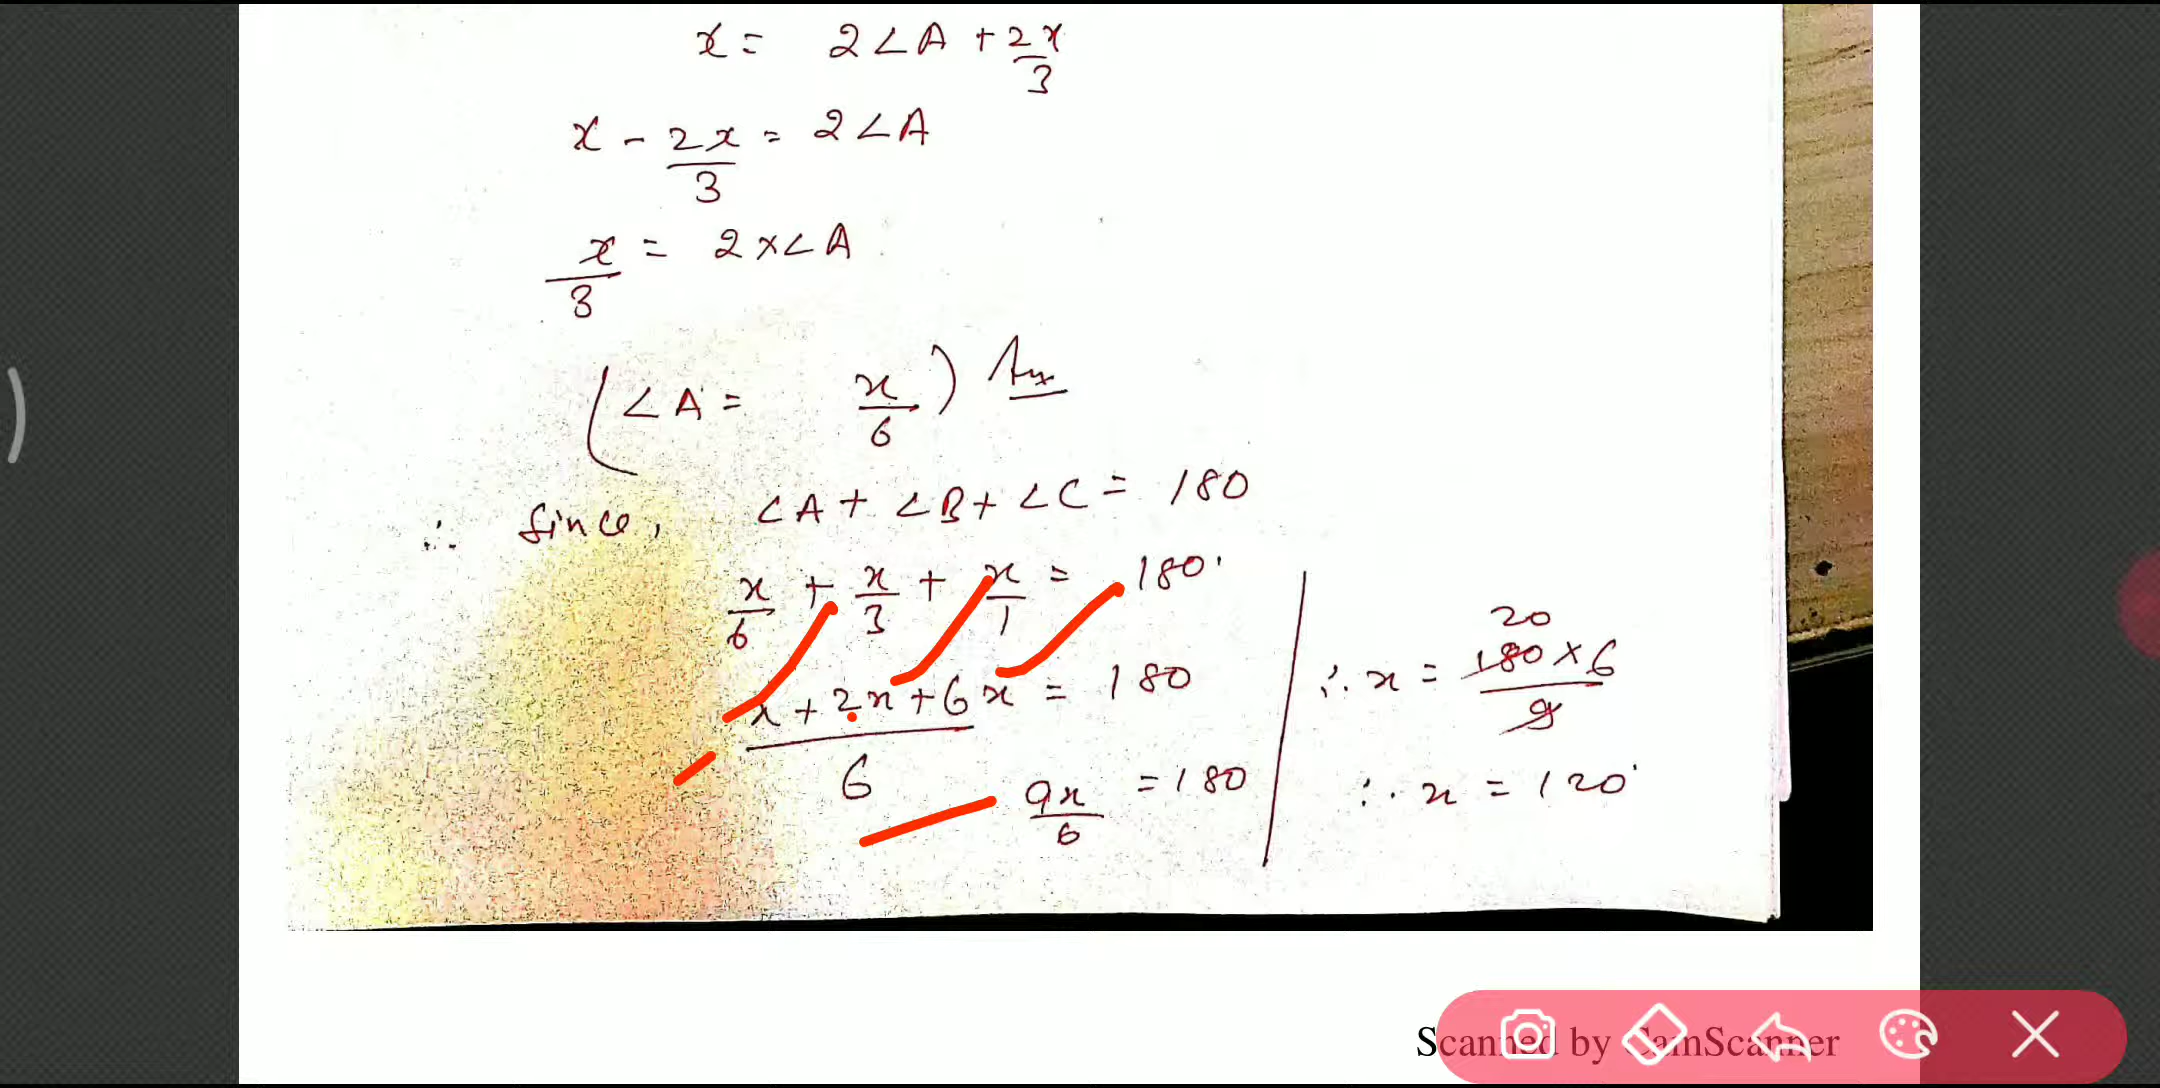 x = 2∠A + 2x/3
x - 2x/3 = 2∠A
x/3 = 2×∠A
(∠A = x/6) Ans
∴ Since, ∠A + ∠B + ∠C = 180
x/6 + x/3 + x/1 = 180°
x + 2x + 6x / 6 = 180
9x/6 = 180
20
∴ x = 180 × 6 / 9
∴ x = 120°
Scanned by CamScanner